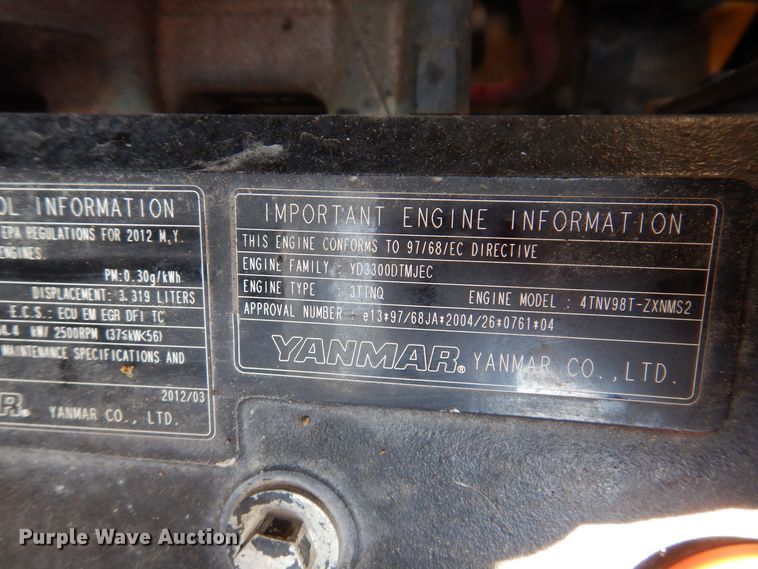 OL INFORMATION
EPA REGULATIONS FOR 2012 M.Y.
ENGINES.
PM:0.30g/kWh
DISPLACEMENT: 3.319 LITERS
E.C.S.: ECU EM EGR DFI TC
4.4 kW/ 2500RPM (37≤kW<56)
MAINTENANCE SPECIFICATIONS AND
2012/03
AR® YANMAR CO., LTD.
IMPORTANT ENGINE INFORMATION
THIS ENGINE CONFORMS TO 97/68/EC DIRECTIVE
ENGINE FAMILY : YD3300DTMJEC
ENGINE TYPE : 3TTNQ ENGINE MODEL : 4TNV98T-ZXNMS2
APPROVAL NUMBER : e13*97/68JA*2004/26*0761*04
YANMAR® YANMAR CO., LTD.
Purple Wave Auction®